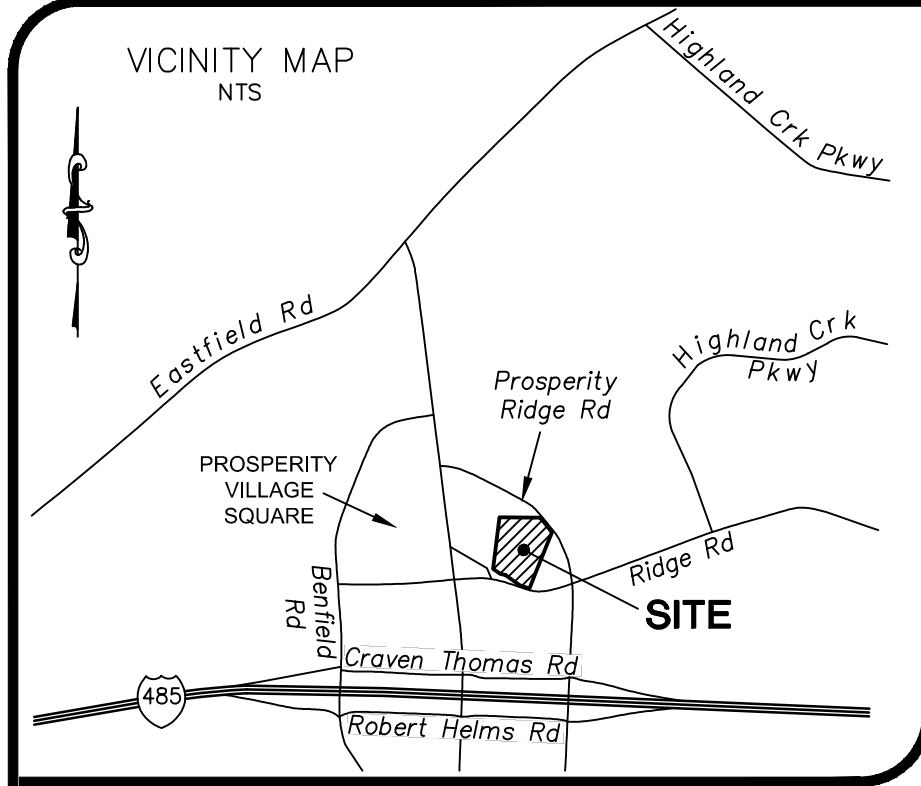 VICINITY MAP
NTS
Highland Crk Pkwy
Eastfield Rd
Highland Crk
Pkwy
Prosperity
Ridge Rd
PROSPERITY
VILLAGE
SQUARE
Ridge Rd
Benfield
Rd
SITE
Craven Thomas Rd
485
Robert Helms Rd